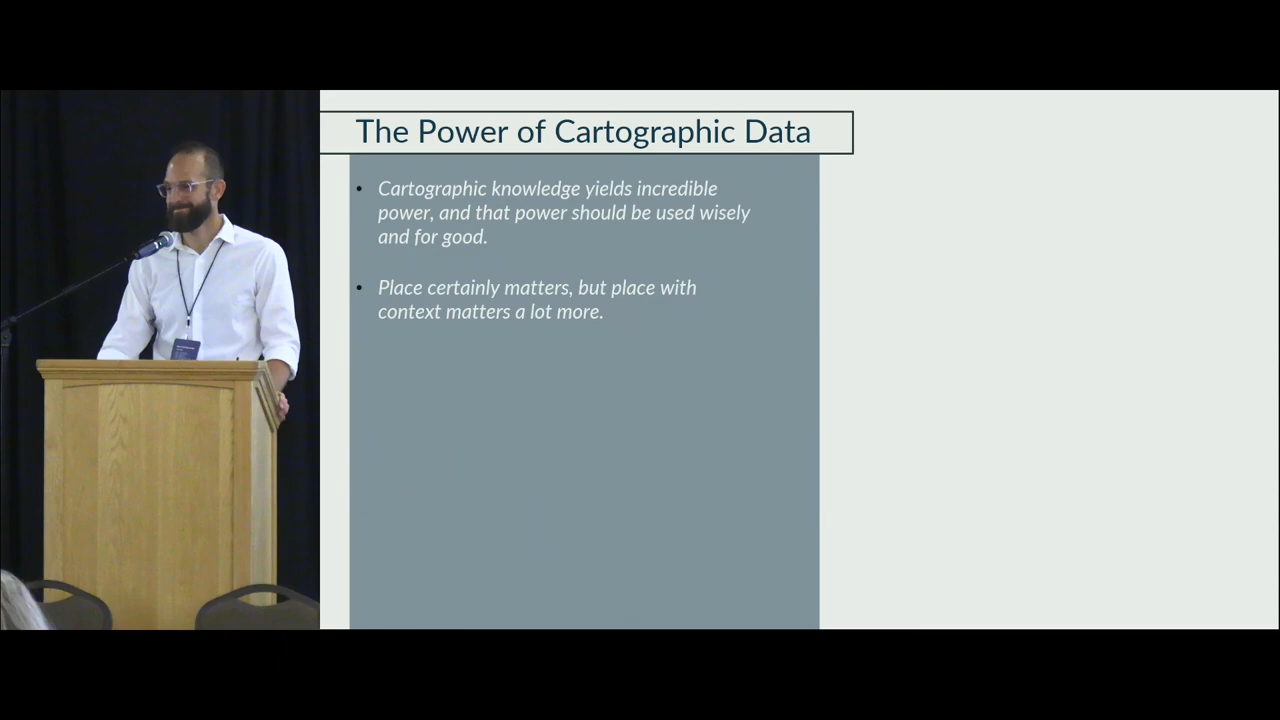 The Power of Cartographic Data
• Cartographic knowledge yields incredible
power, and that power should be used wisely
and for good.
• Place certainly matters, but place with
context matters a lot more.